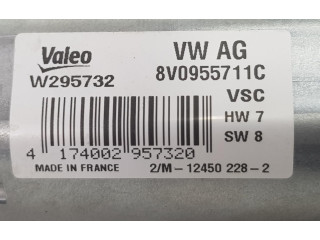 Valeo
VW AG
W295732
8V0955711C
VSC
HW 7
SW 8
4 174002 957320
MADE IN FRANCE
2/M-12450 228-2